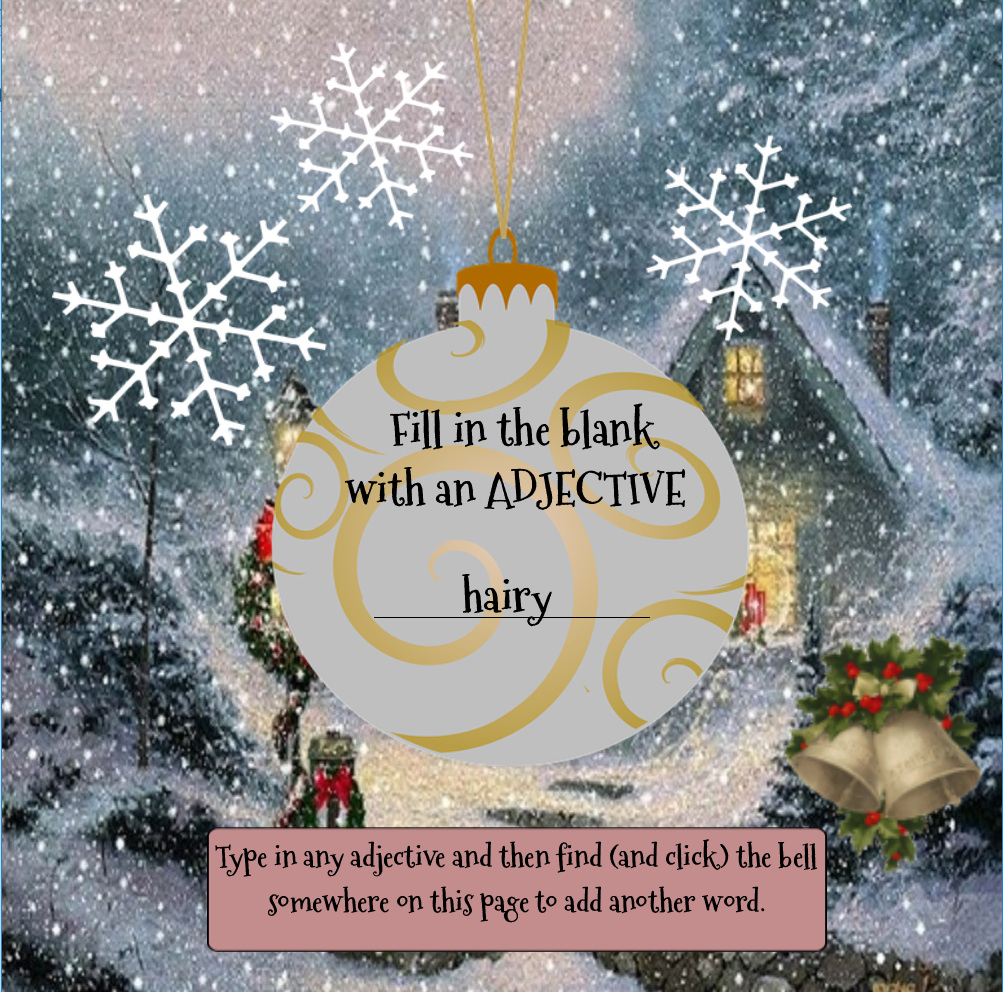 Fill in the blank
with an ADJECTIVE
hairy
Type in any adjective and then find (and click) the bell
somewhere on this page to add another word.